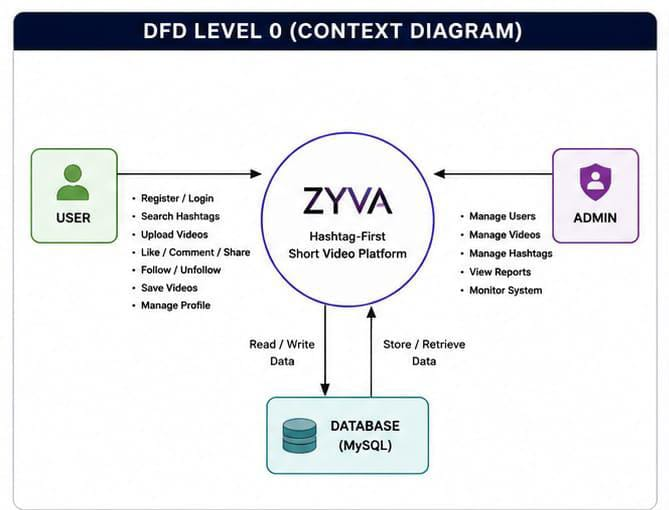 DFD LEVEL 0 (CONTEXT DIAGRAM)
USER
• Register / Login
• Search Hashtags
• Upload Videos
• Like / Comment / Share
• Follow / Unfollow
• Save Videos
• Manage Profile
ZYVA
Hashtag-First
Short Video Platform
ADMIN
• Manage Users
• Manage Videos
• Manage Hashtags
• View Reports
• Monitor System
Read / Write
Data
Store / Retrieve
Data
DATABASE
(MySQL)